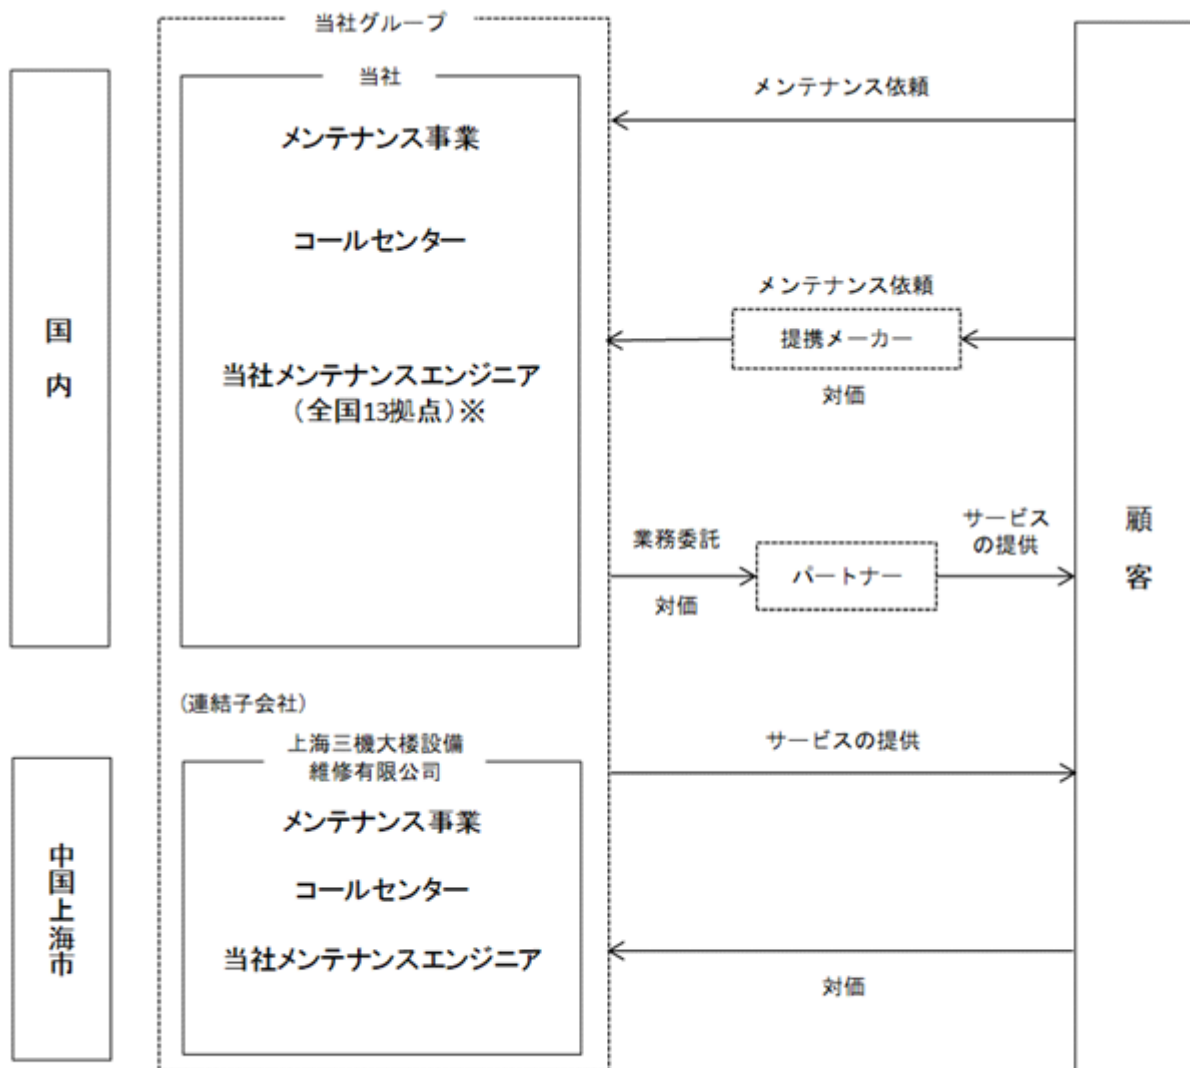 当社グループ
当社
メンテナンス事業
コールセンター
当社メンテナンスエンジニア
(全国13拠点)※
国
内
メンテナンス依頼
メンテナンス依頼
提携メーカー
対価
業務委託
対価
パートナー
サービス
の提供
顧
客
(連結子会社)
上海三機大楼設備
維修有限公司
メンテナンス事業
コールセンター
当社メンテナンスエンジニア
中国上海市
サービスの提供
対価